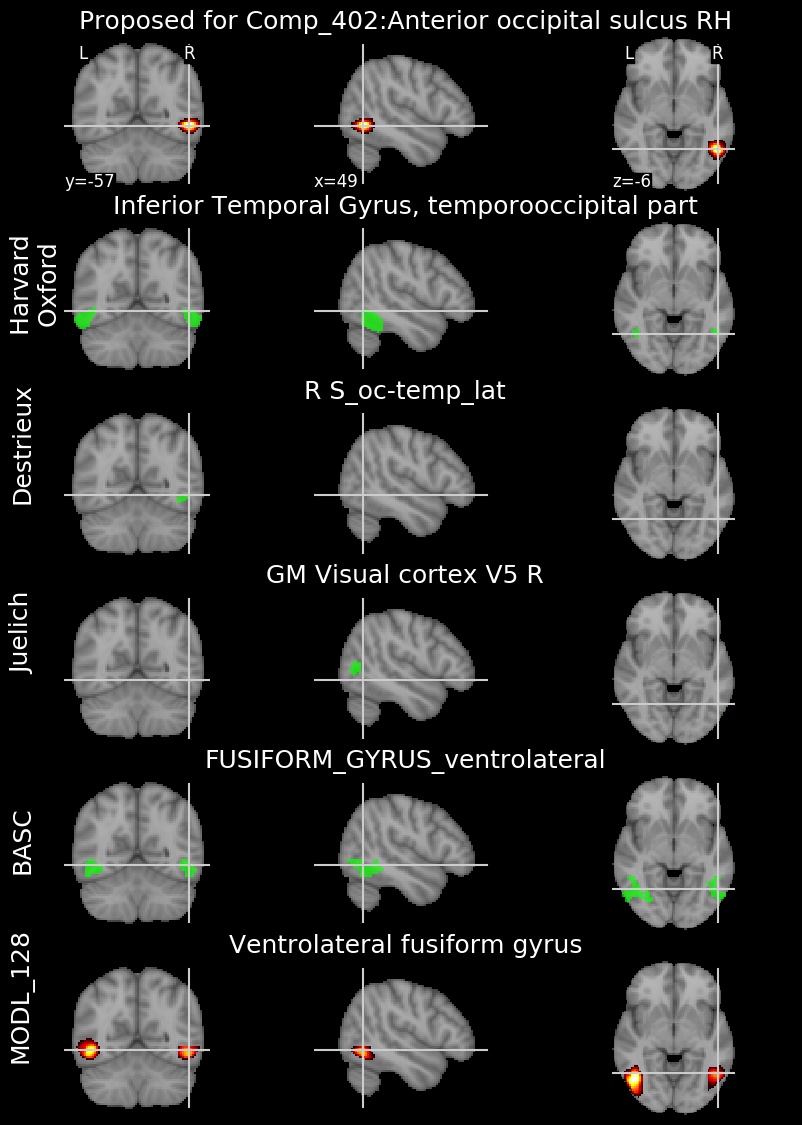 Proposed for Comp_402:Anterior occipital sulcus RH
L R L R
y=-57 x=49 z=-6
Inferior Temporal Gyrus, temporooccipital part
Harvard
Oxford
R S_oc-temp_lat
Destrieux
GM Visual cortex V5 R
Juelich
FUSIFORM_GYRUS_ventrolateral
BASC
Ventrolateral fusiform gyrus
MODL_128